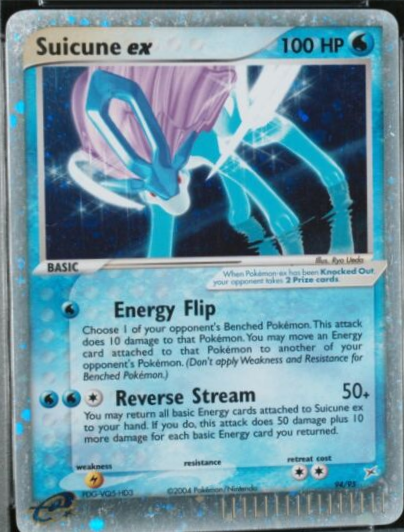 Suicune ex 100 HP
Illus. Ryo Ueda
BASIC
When Pokémon-ex has been Knocked Out,
your opponent takes 2 Prize cards.
Energy Flip
Choose 1 of your opponent's Benched Pokémon. This attack
does 10 damage to that Pokémon. You may move an Energy
card attached to that Pokémon to another of your
opponent's Pokémon. (Don't apply Weakness and Resistance for
Benched Pokémon.)
Reverse Stream 50+
You may return all basic Energy cards attached to Suicune ex
to your hand. If you do, this attack does 50 damage plus 10
more damage for each basic Energy card you returned.
weakness resistance retreat cost
©2004 Pokémon/Nintendo 94/95